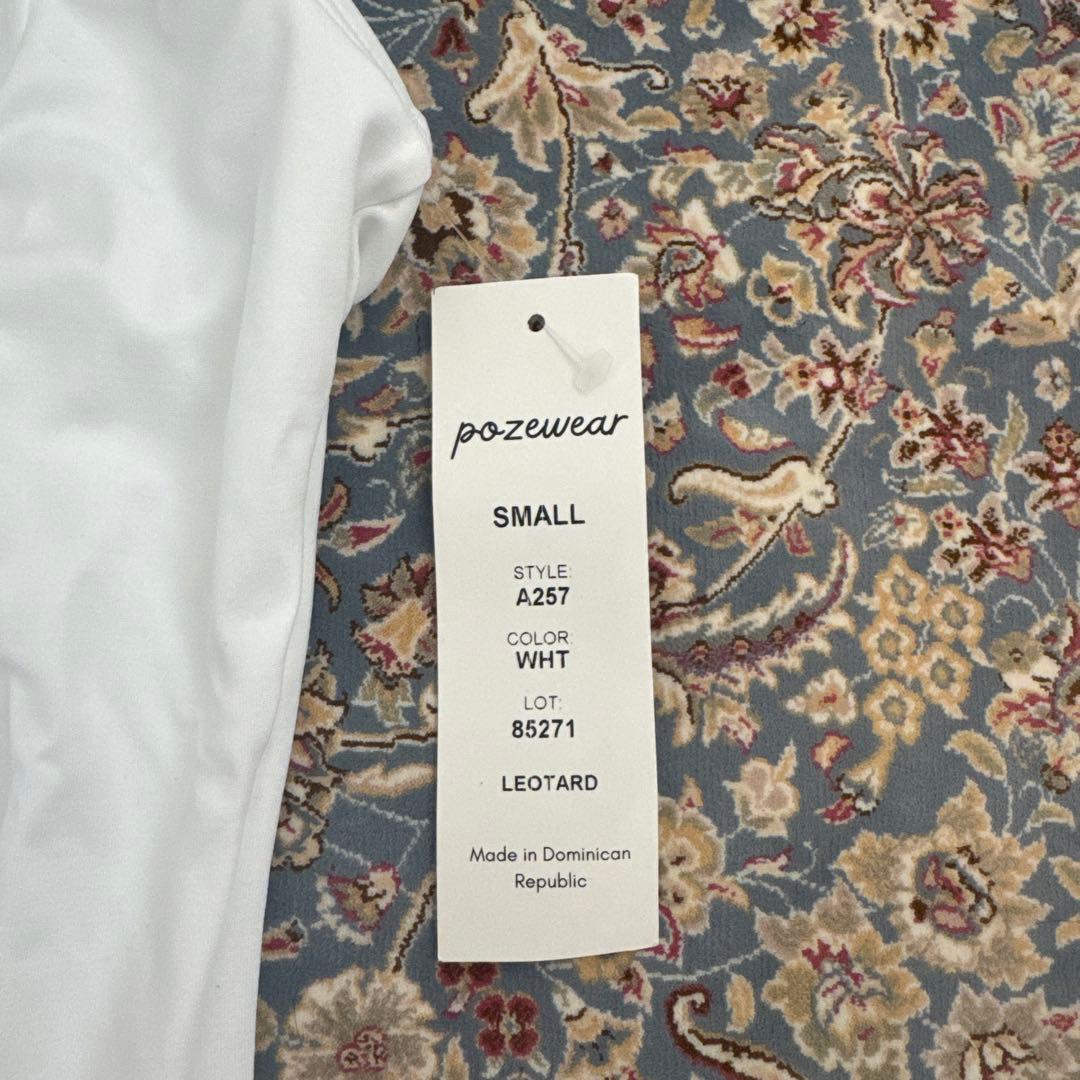 pozewear
SMALL
STYLE:
A257
COLOR:
WHT
LOT:
85271
LEOTARD
Made in Dominican
Republic